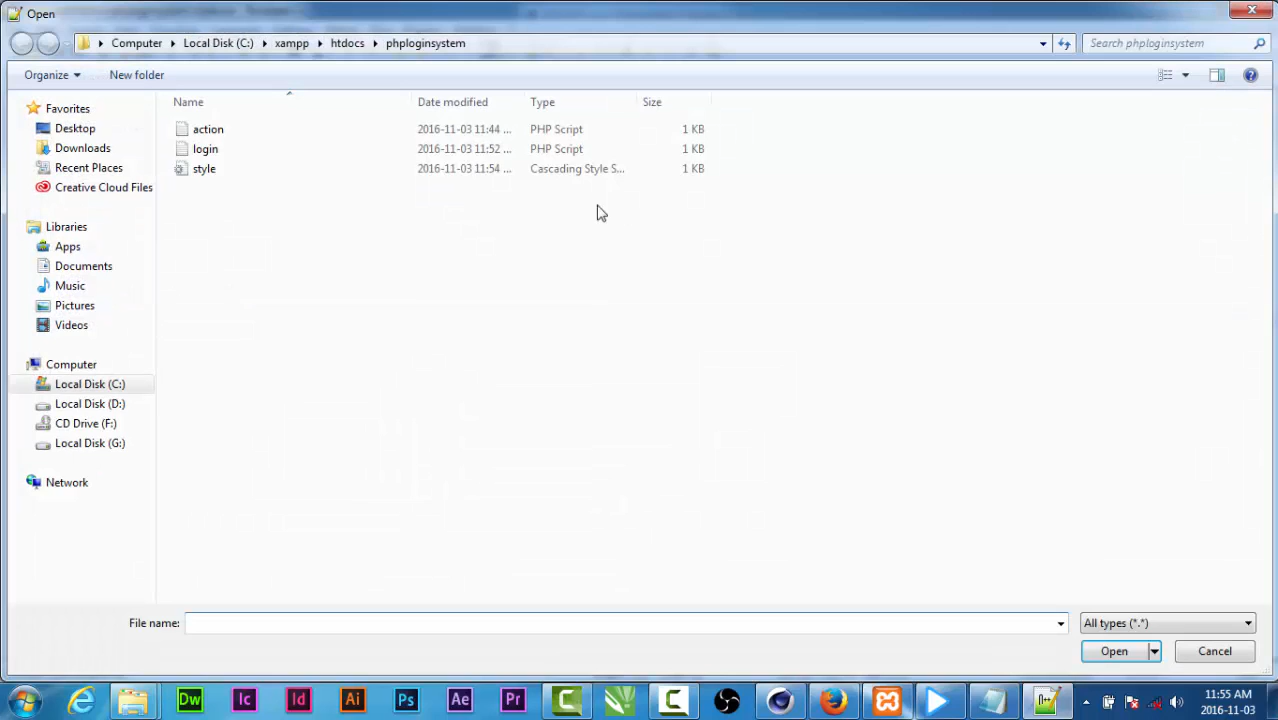 Open
Computer Local Disk (C:) xampp htdocs phploginsystem
Search phploginsystem
Organize New folder
Name Date modified Type Size
action 2016-11-03 11:44 ... PHP Script 1 KB
login 2016-11-03 11:52 ... PHP Script 1 KB
style 2016-11-03 11:54 ... Cascading Style S... 1 KB
Favorites
Desktop
Downloads
Recent Places
Creative Cloud Files
Libraries
Apps
Documents
Music
Pictures
Videos
Computer
Local Disk (C:)
Local Disk (D:)
CD Drive (F:)
Local Disk (G:)
Network
File name: All types (*.*)
Open Cancel
Dw Ic Id Ai Ps Ae Pr
11:55 AM
2016-11-03